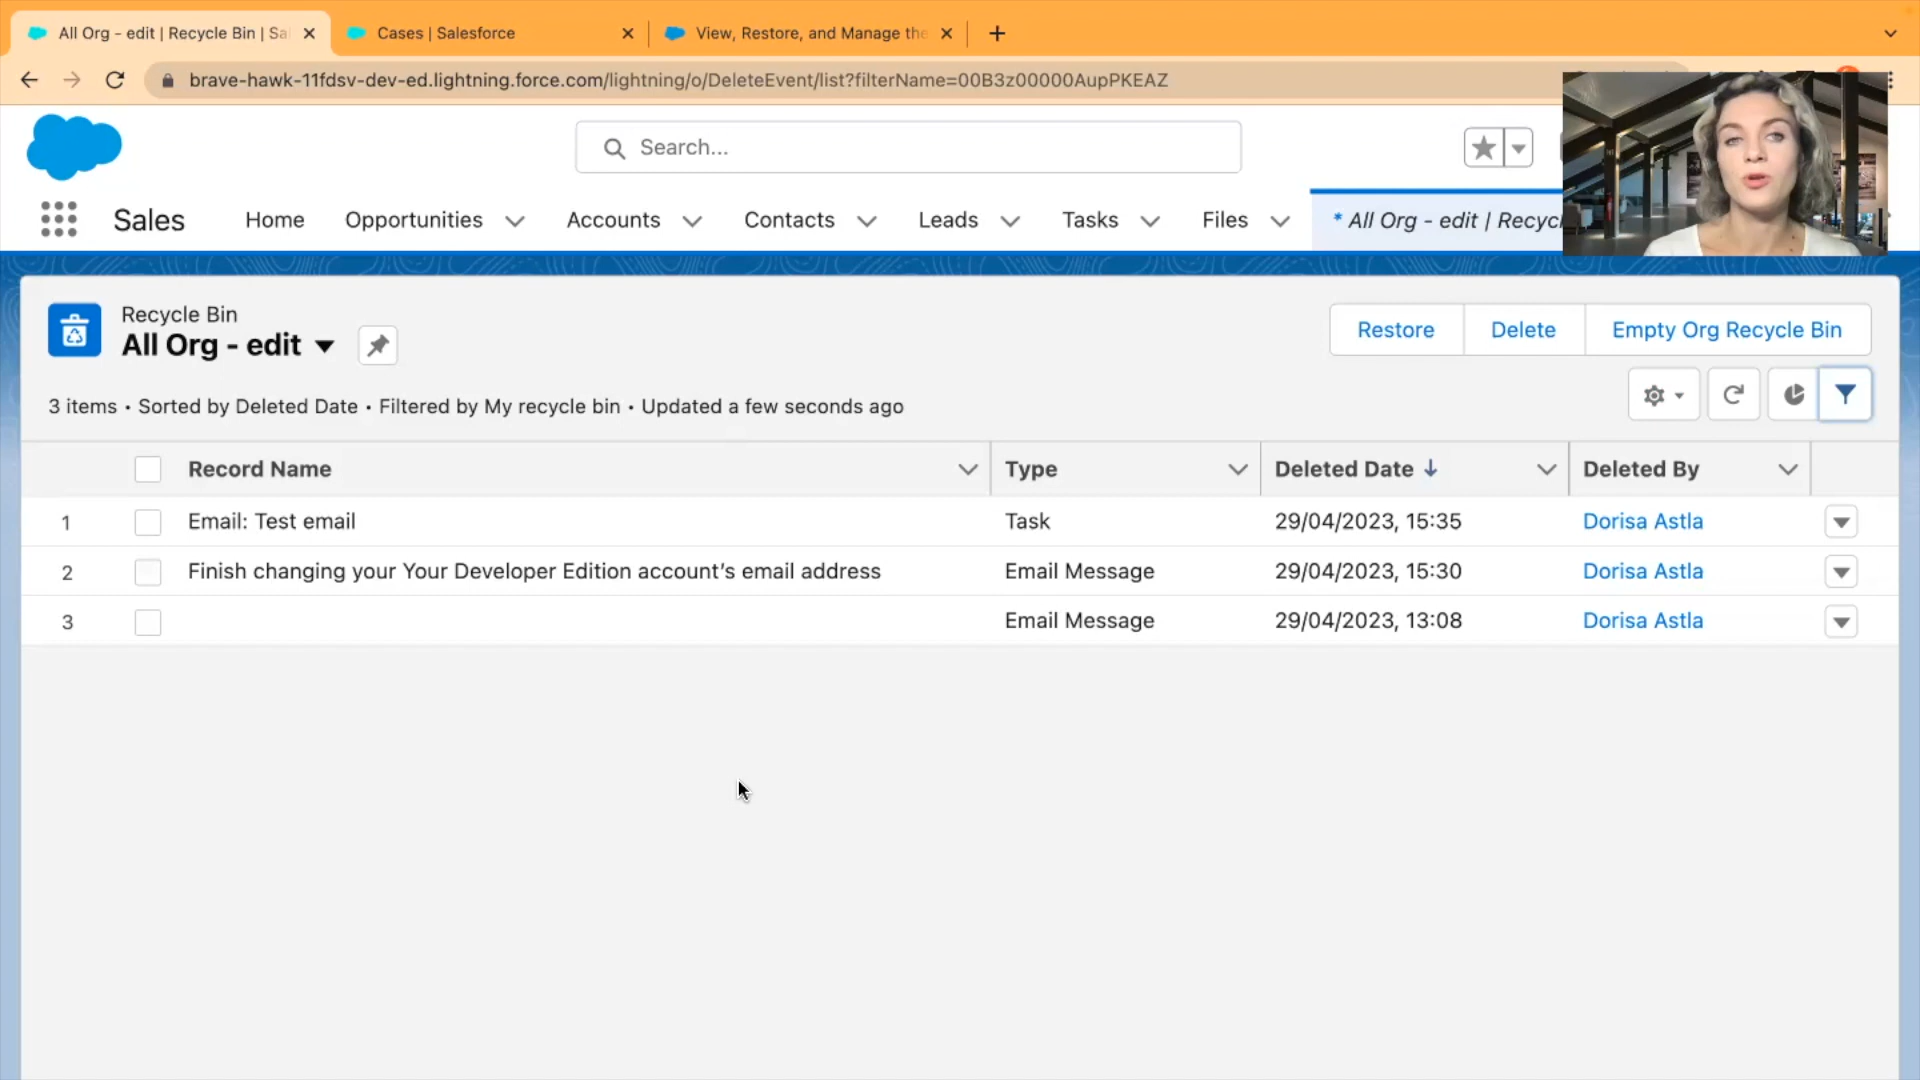 All Org - edit | Recycle Bin | Sa
Cases | Salesforce
View, Restore, and Manage the
brave-hawk-11fdsv-dev-ed.lightning.force.com/lightning/o/DeleteEvent/list?filterName=00B3z00000AupPKEAZ
Search...
Sales
Home
Opportunities
Accounts
Contacts
Leads
Tasks
Files
* All Org - edit | Recycl
Recycle Bin
All Org - edit
Restore
Delete
Empty Org Recycle Bin
3 items • Sorted by Deleted Date • Filtered by My recycle bin • Updated a few seconds ago
Record Name Type Deleted Date Deleted By
1 Email: Test email Task 29/04/2023, 15:35 Dorisa Astla
2 Finish changing your Your Developer Edition account's email address Email Message 29/04/2023, 15:30 Dorisa Astla
3 Email Message 29/04/2023, 13:08 Dorisa Astla